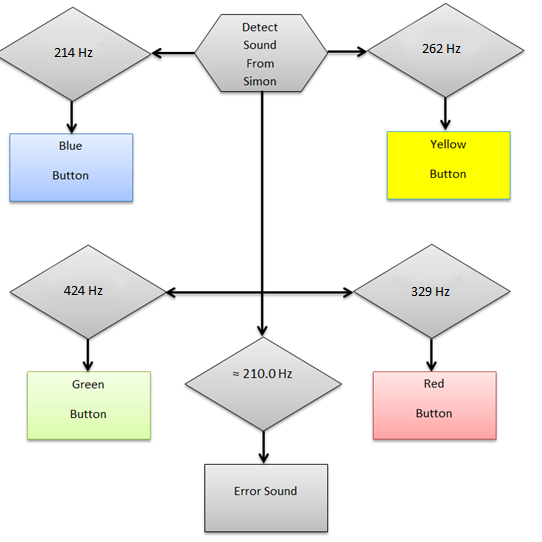 214 Hz
Detect
Sound
From
Simon
262 Hz
Blue
Button
Yellow
Button
424 Hz
329 Hz
≈ 210.0 Hz
Green
Button
Red
Button
Error Sound